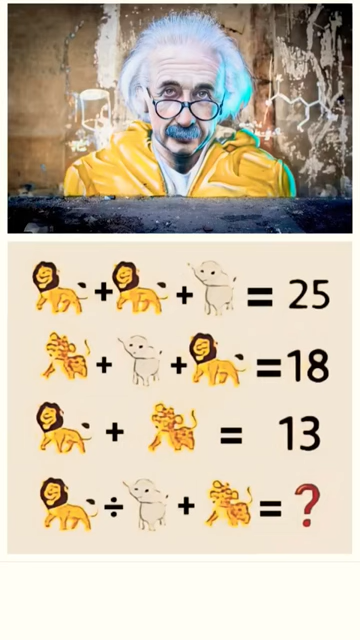 + + = 25
+ + = 18
+ = 13
÷ + = ?